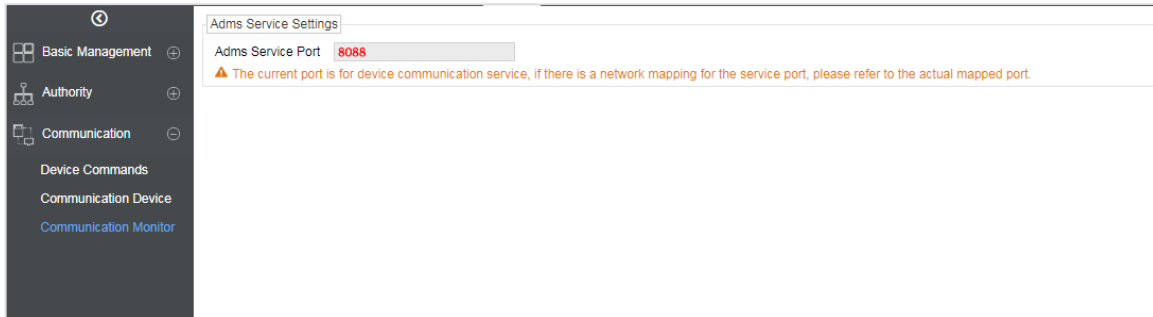 Basic Management
Authority
Communication
Device Commands
Communication Device
Communication Monitor
Adms Service Settings
Adms Service Port 8088
The current port is for device communication service, if there is a network mapping for the service port, please refer to the actual mapped port.